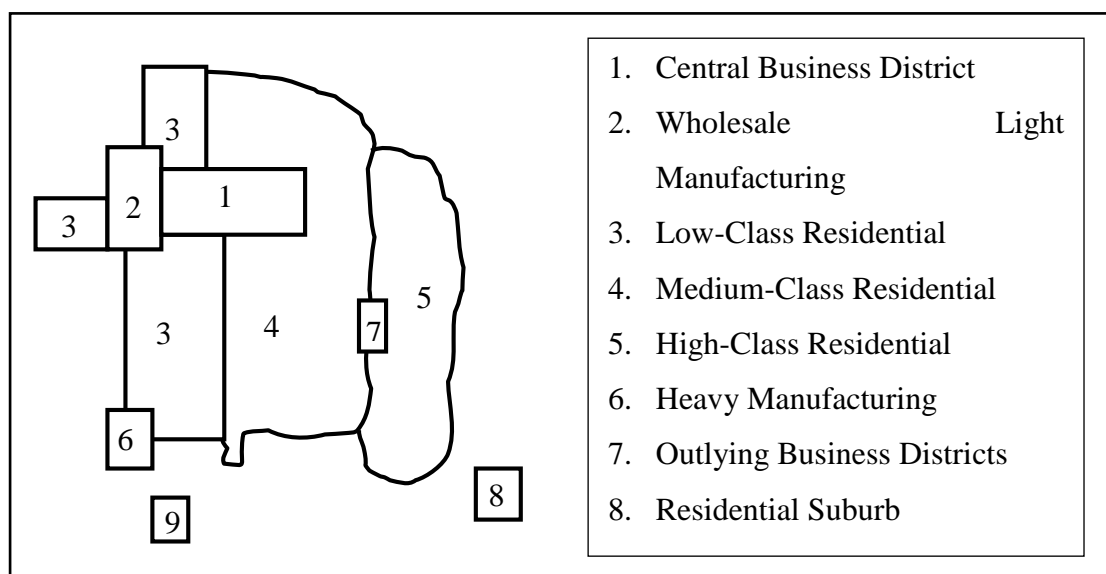 3
1
2
3
5
3
4
7
6
8
9
1. Central Business District
2. Wholesale Light
Manufacturing
3. Low-Class Residential
4. Medium-Class Residential
5. High-Class Residential
6. Heavy Manufacturing
7. Outlying Business Districts
8. Residential Suburb